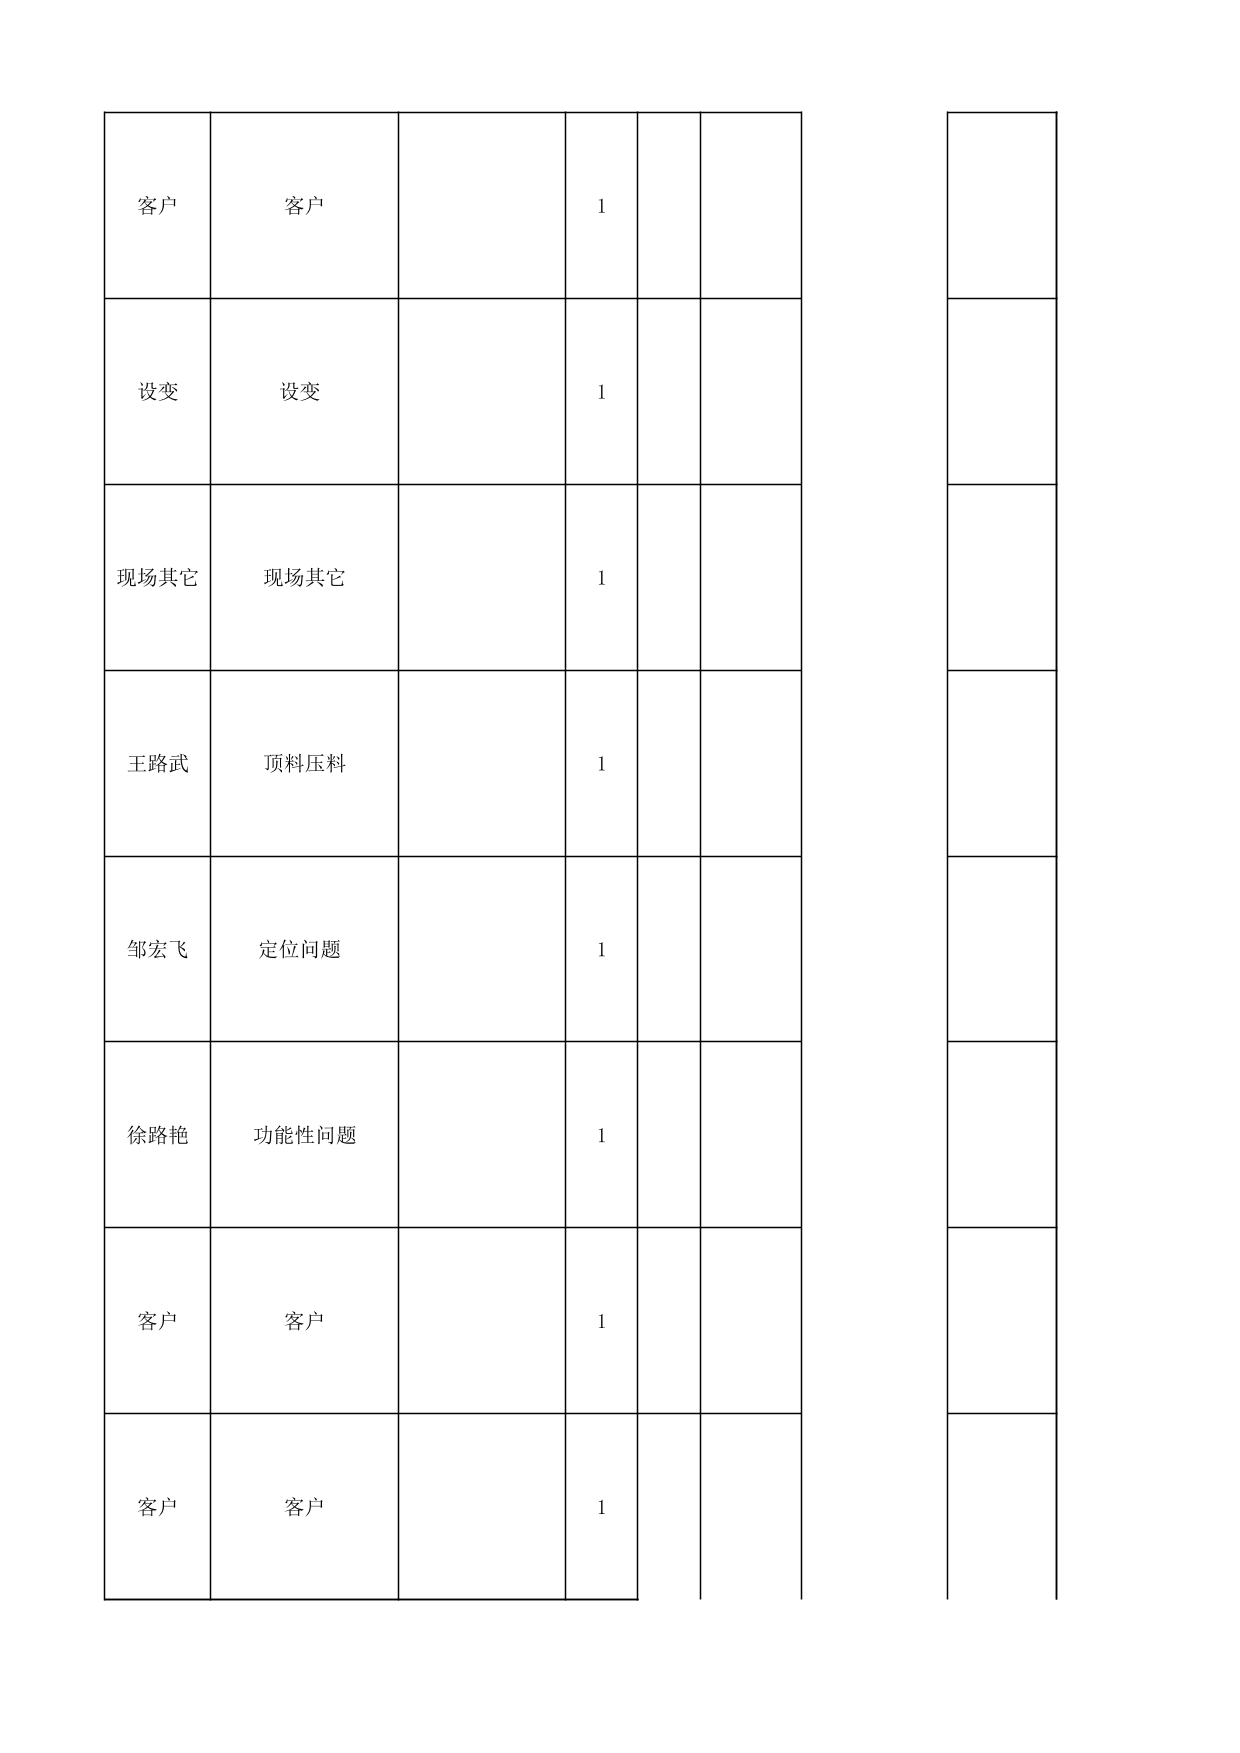 客户 客户 1
设变 设变 1
现场其它 现场其它 1
王路武 顶料压料 1
邹宏飞 定位问题 1
徐路艳 功能性问题 1
客户 客户 1
客户 客户 1